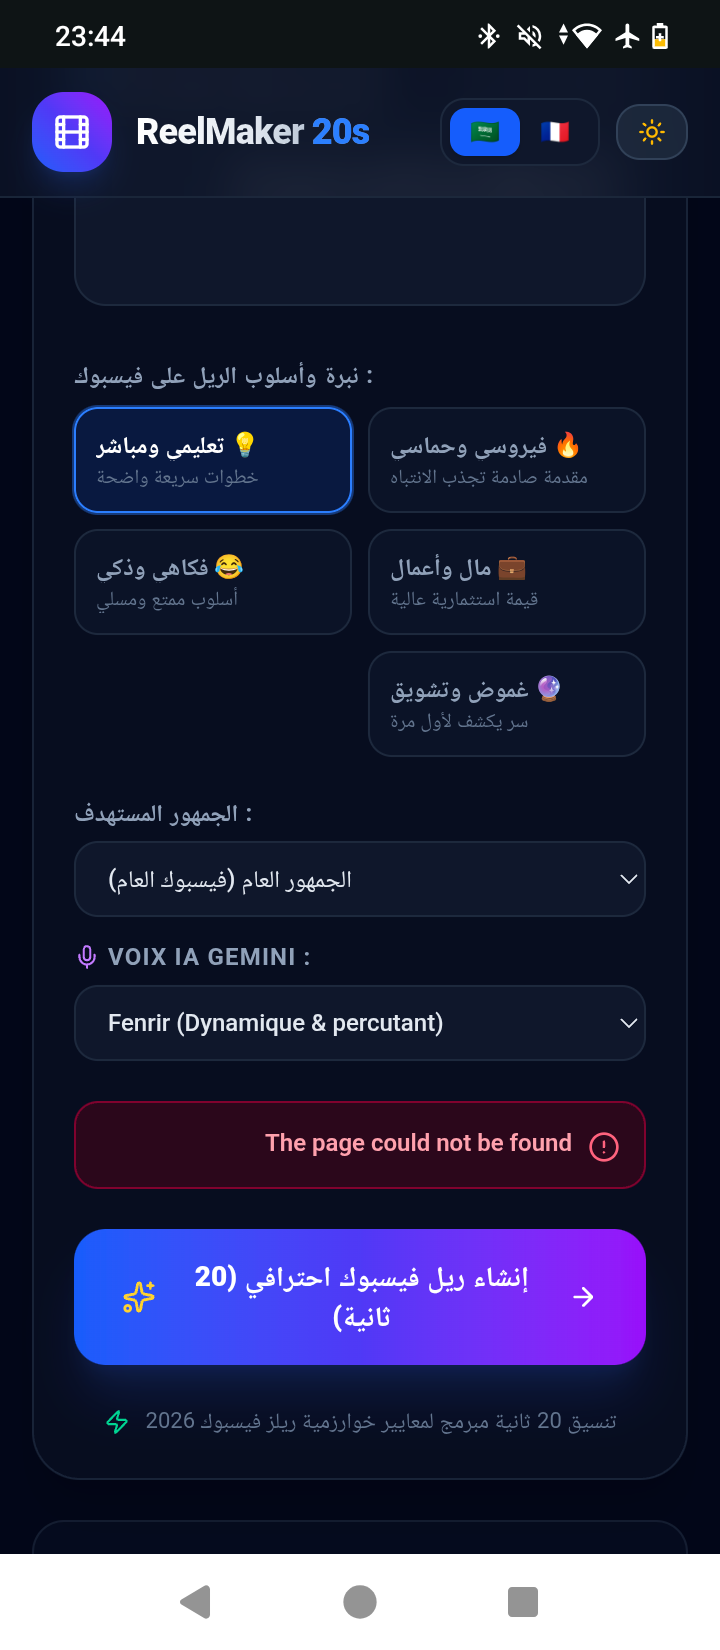 23:44
ReelMaker 20s
نبرة وأسلوب الريل على فيسبوك :
💡 تعليمي ومباشر
خطوات سريعة واضحة
🔥 فيروسي وحماسي
مقدمة صادمة تجذب الانتباه
😂 فكاهي وذكي
أسلوب ممتع ومسلي
💼 مال وأعمال
قيمة استثمارية عالية
🔮 غموض وتشويق
سر يكشف لأول مرة
الجمهور المستهدف :
الجمهور العام (فيسبوك العام)
VOIX IA GEMINI :
Fenrir (Dynamique & percutant)
The page could not be found
إنشاء ريل فيسبوك احترافي (20
ثانية)
تنسيق 20 ثانية مبرمج لمعايير خوارزمية ريلز فيسبوك 2026